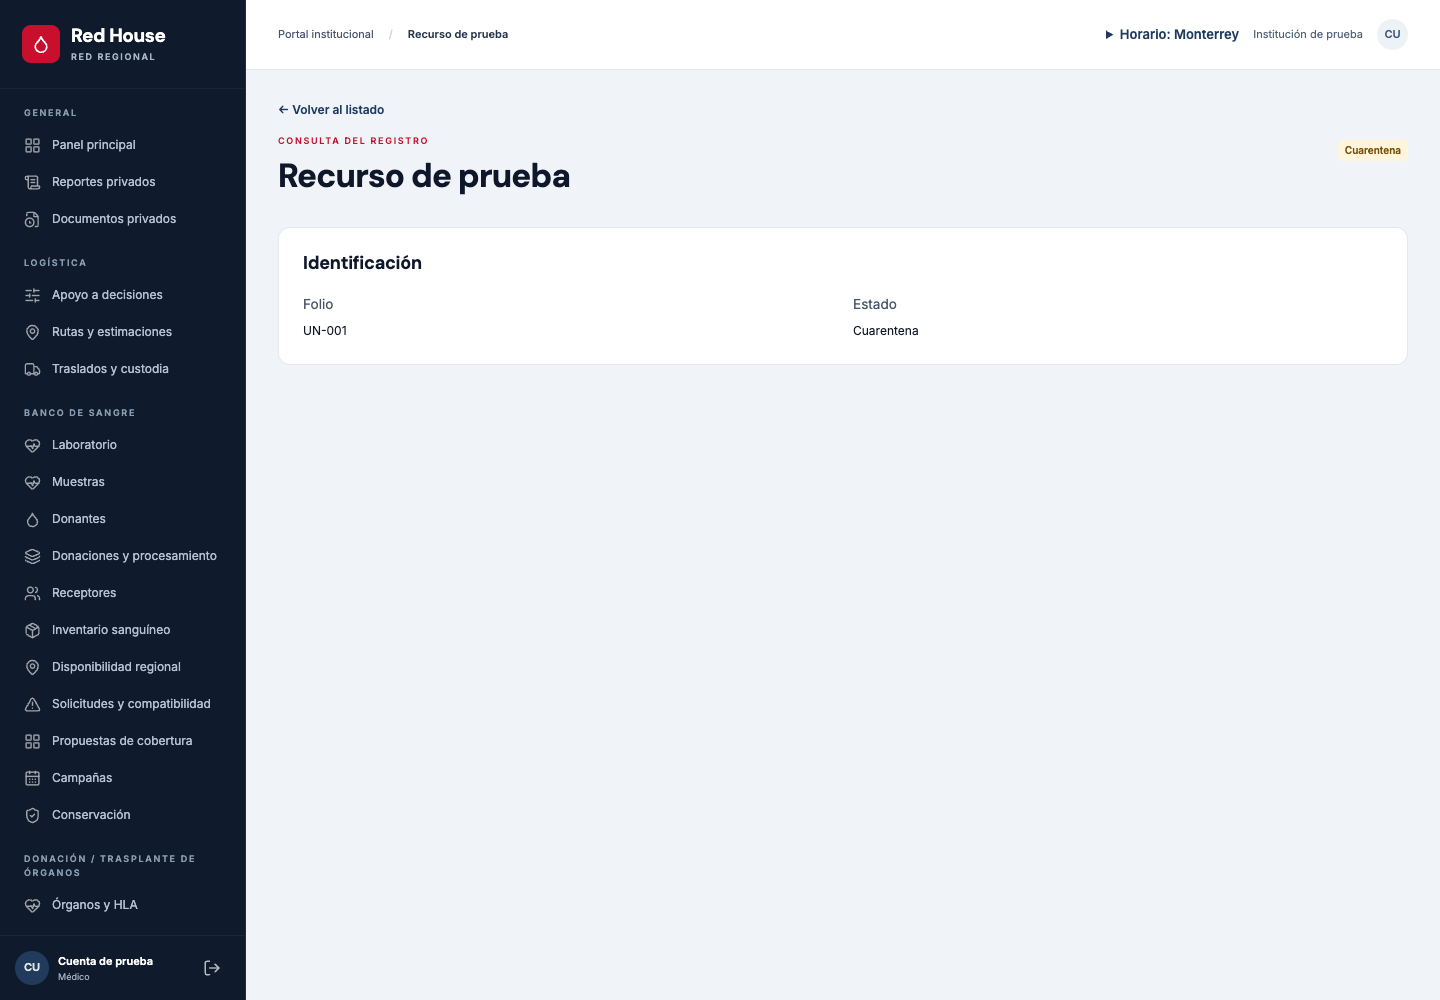 Red House
RED REGIONAL
GENERAL
Panel principal
Reportes privados
Documentos privados
LOGÍSTICA
Apoyo a decisiones
Rutas y estimaciones
Traslados y custodia
BANCO DE SANGRE
Laboratorio
Muestras
Donantes
Donaciones y procesamiento
Receptores
Inventario sanguíneo
Disponibilidad regional
Solicitudes y compatibilidad
Propuestas de cobertura
Campañas
Conservación
DONACIÓN / TRASPLANTE DE
ÓRGANOS
Órganos y HLA
CU
Cuenta de prueba
Médico
Portal institucional / Recurso de prueba
▶ Horario: Monterrey
Institución de prueba
CU
← Volver al listado
CONSULTA DEL REGISTRO
Recurso de prueba
Cuarentena
Identificación
Folio
UN-001
Estado
Cuarentena